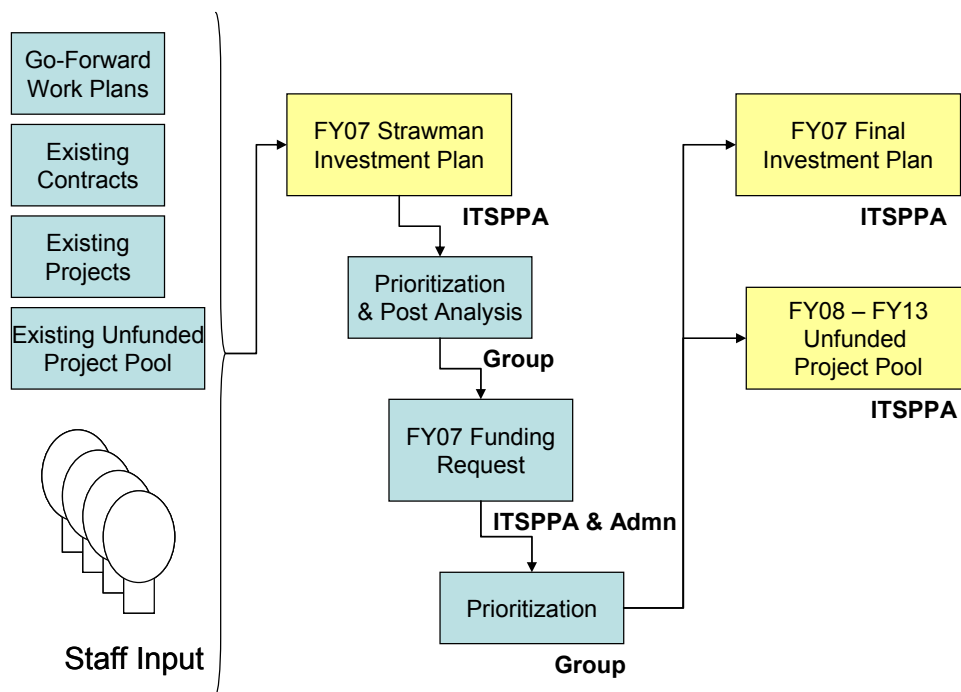 Go-Forward
Work Plans
Existing
Contracts
Existing
Projects
Existing Unfunded
Project Pool
Staff Input
FY07 Strawman
Investment Plan
ITSPPA
Prioritization
& Post Analysis
Group
FY07 Funding
Request
ITSPPA & Admn
Prioritization
Group
FY07 Final
Investment Plan
ITSPPA
FY08 – FY13
Unfunded
Project Pool
ITSPPA